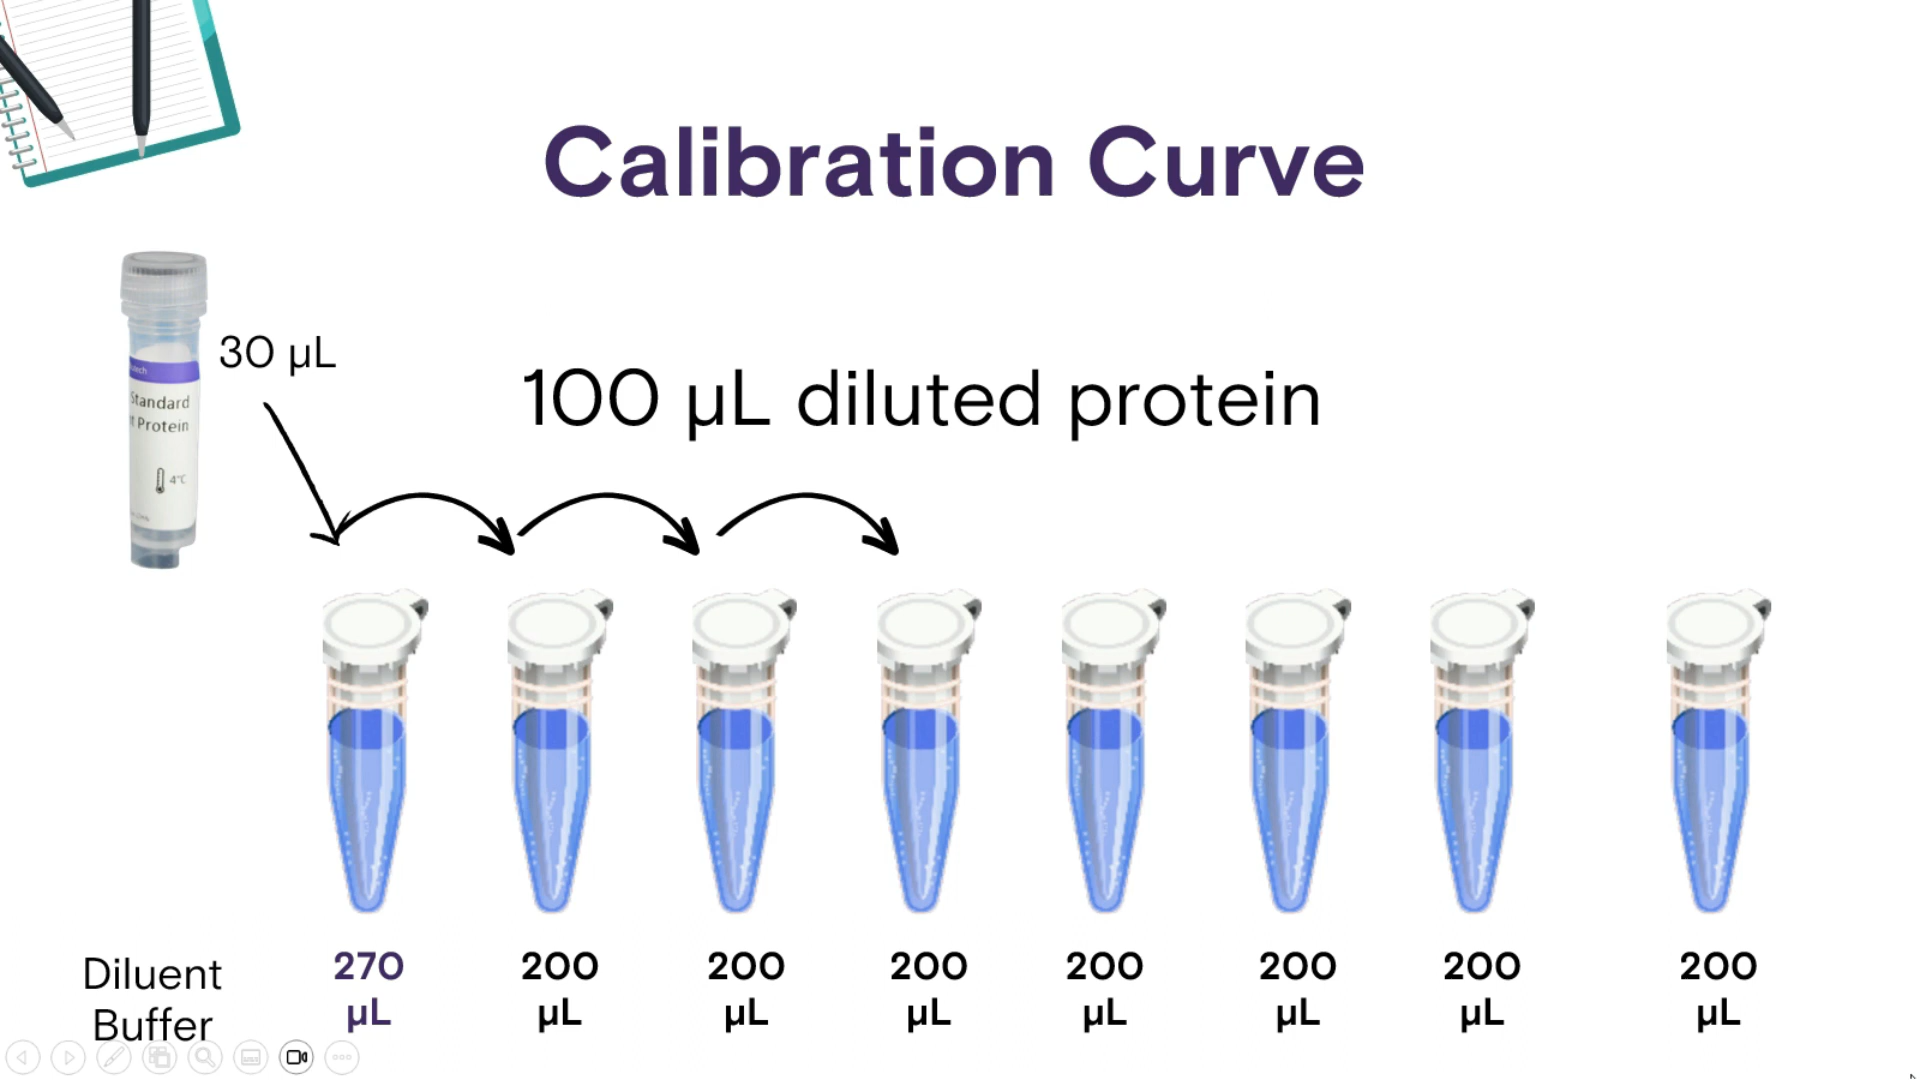 Calibration Curve
30 µL
100 µL diluted protein
Standard
Protein
4°C
Diluent
Buffer
270
µL
200
µL
200
µL
200
µL
200
µL
200
µL
200
µL
200
µL